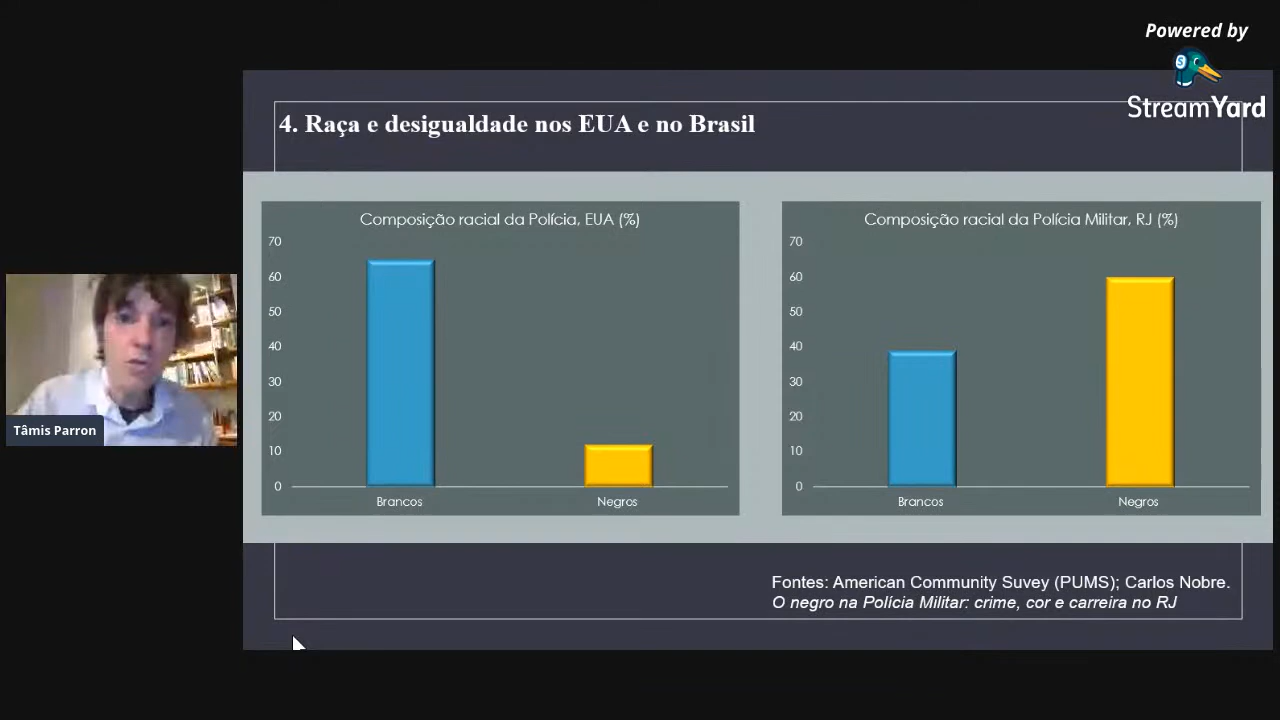 Powered by
StreamYard
4. Raça e desigualdade nos EUA e no Brasil
Composição racial da Polícia, EUA (%)
70
60
50
40
30
20
10
0
Brancos
Negros
Composição racial da Polícia Militar, RJ (%)
70
60
50
40
30
20
10
0
Brancos
Negros
Tâmis Parron
Fontes: American Community Suvey (PUMS); Carlos Nobre.
O negro na Polícia Militar: crime, cor e carreira no RJ